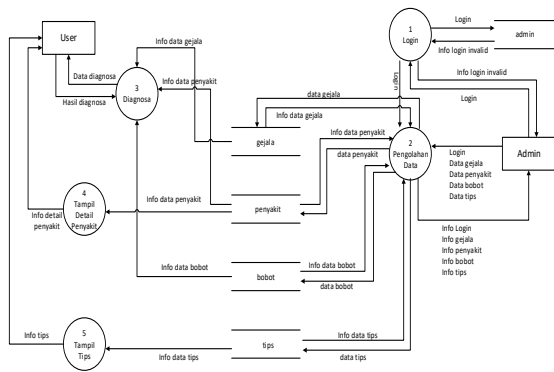 User
Info data gejala
Data diagnosa
Hasil diagnosa
3
Diagnosa
Info data penyakit
1
Login
Login
Info login invalid
admin
Info login invalid
Login
Login
data gejala
Info data gejala
gejala
Info data penyakit
data penyakit
2
Pengolahan
Data
Login
Data gejala
Data penyakit
Data bobot
Data tips
Admin
4
Tampil
Detail
Penyakit
Info detail
penyakit
Info data penyakit
penyakit
Info Login
Info gejala
Info penyakit
Info bobot
Info tips
Info data bobot
bobot
Info data bobot
data bobot
Info tips
5
Tampil
Tips
Info data tips
tips
Info data tips
data tips